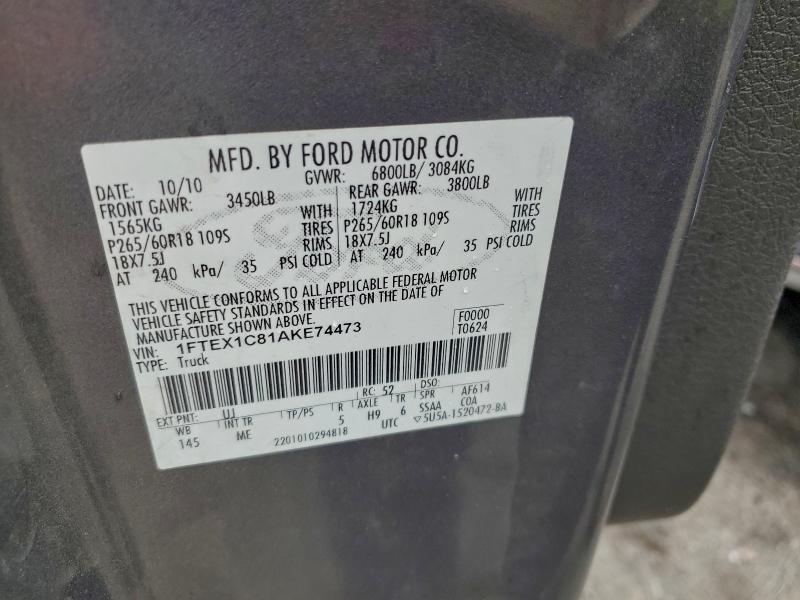 MFD. BY FORD MOTOR CO.
DATE: 10/10 GVWR: 6800LB/ 3084KG
FRONT GAWR: 3450LB REAR GAWR: 3800LB
1565KG WITH 1724KG WITH
P265/60R18 109S TIRES P265/60R18 109S TIRES
18X7.5J RIMS 18X7.5J RIMS
AT 240 kPa/ 35 PSI COLD AT 240 kPa/ 35 PSI COLD
THIS VEHICLE CONFORMS TO ALL APPLICABLE FEDERAL MOTOR
VEHICLE SAFETY STANDARDS IN EFFECT ON THE DATE OF
MANUFACTURE SHOWN ABOVE.
VIN: 1FTEX1C81AKE74473 F0000
TYPE: Truck T0624
RC: 52 DSO:
EXT PNT: UJ AF614
WB INT TR TP/PS R AXLE TR SPR COA
145 ME 5 H9 6 SSAA
2201010294818 UTC 5U5A-1520472-BA
Ford